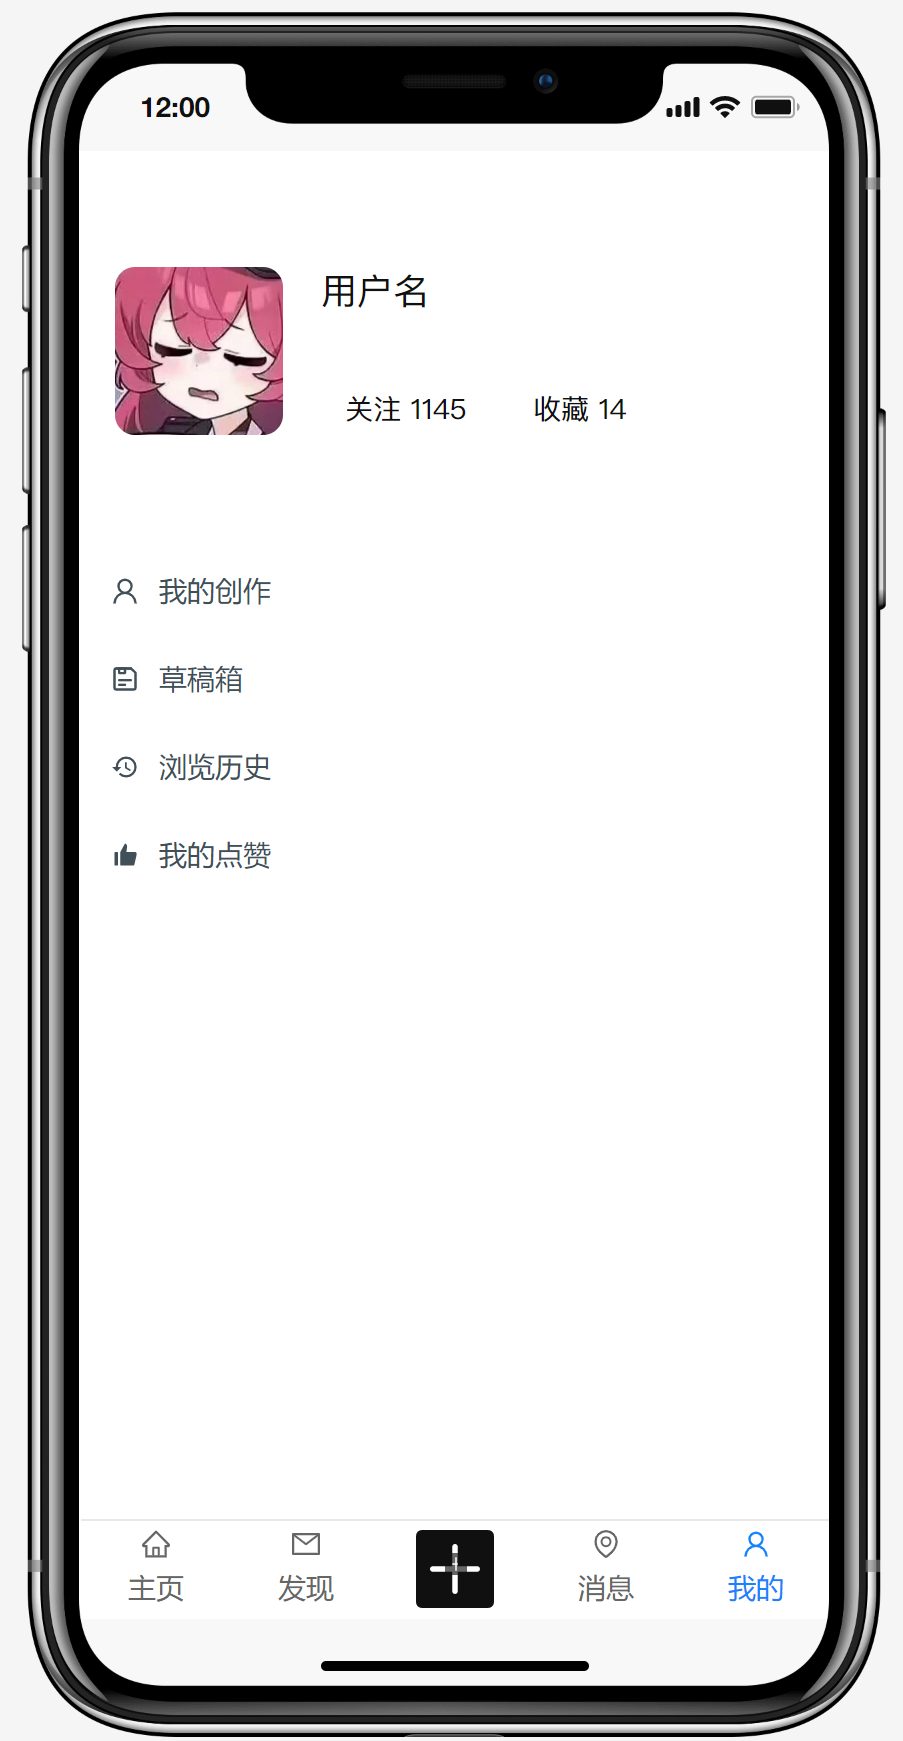 12:00
用户名
关注 1145 收藏 14
我的创作
草稿箱
浏览历史
我的点赞
主页 发现 消息 我的